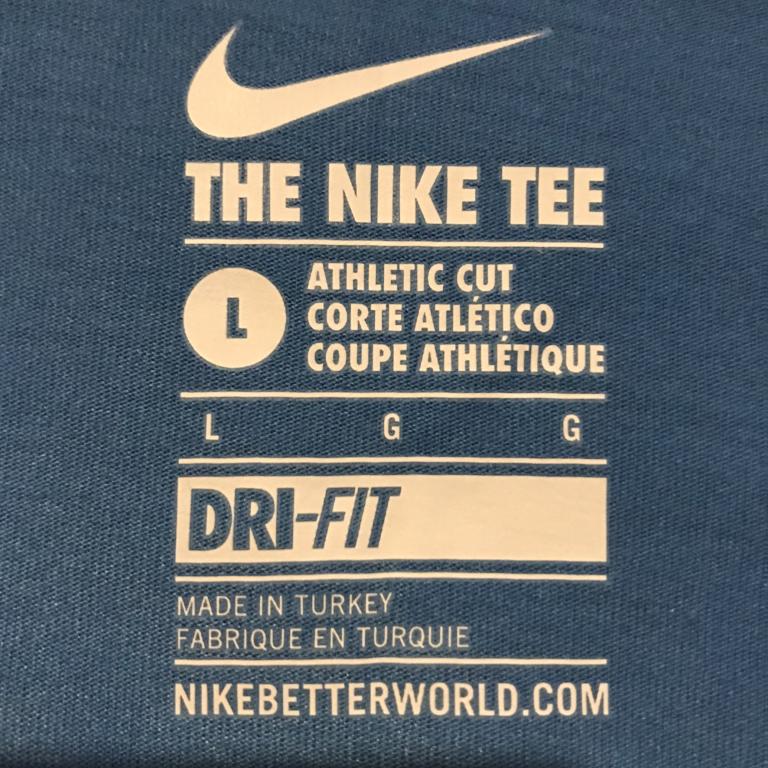 THE NIKE TEE
L
ATHLETIC CUT
CORTE ATLÉTICO
COUPE ATHLÉTIQUE
L G G
DRI-FIT
MADE IN TURKEY
FABRIQUE EN TURQUIE
NIKEBETTERWORLD.COM